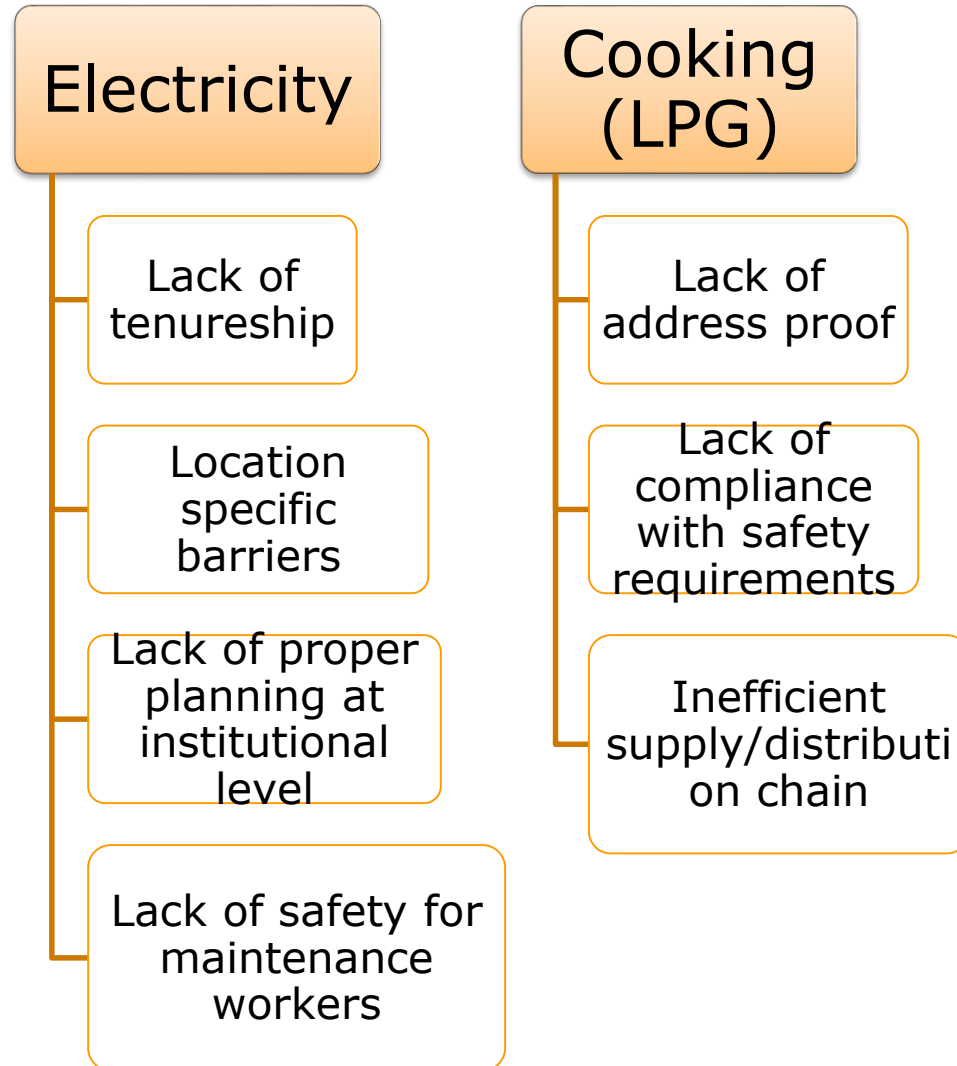 Electricity
Lack of
tenureship
Location
specific
barriers
Lack of proper
planning at
institutional
level
Lack of safety for
maintenance
workers
Cooking
(LPG)
Lack of
address proof
Lack of
compliance
with safety
requirements
Inefficient
supply/distributi
on chain